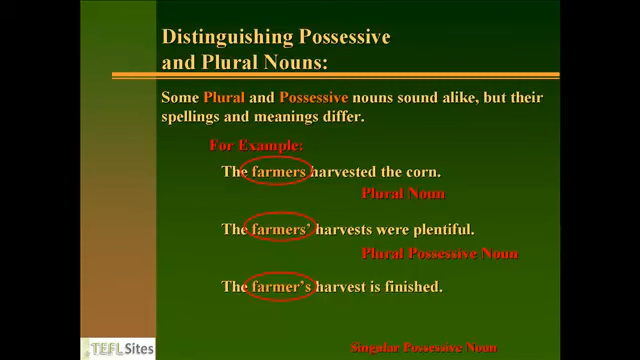 Distinguishing Possessive
and Plural Nouns:
Some Plural and Possessive nouns sound alike, but their
spellings and meanings differ.
For Example:
The farmers harvested the corn.
Plural Noun
The farmers’ harvests were plentiful.
Plural Possessive Noun
The farmer’s harvest is finished.
Singular Possessive Noun
.TEFLSites